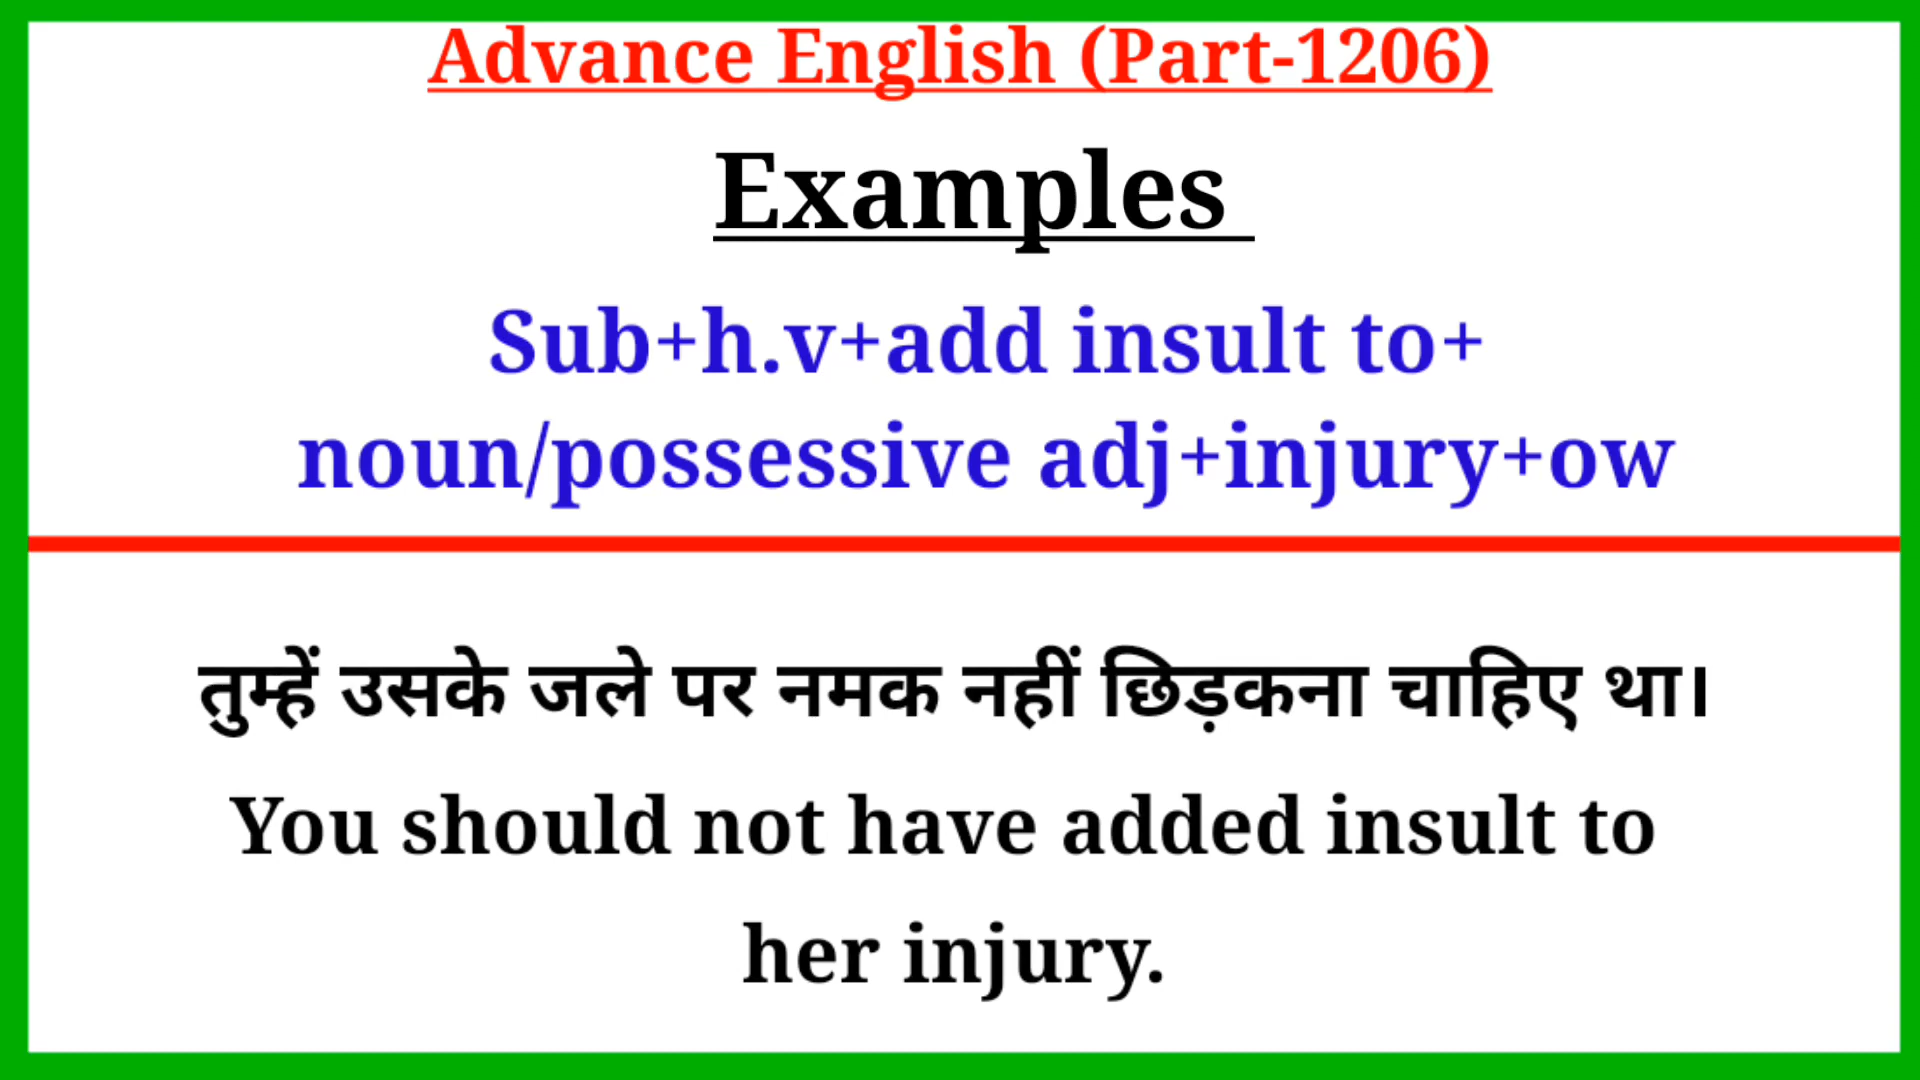 Advance English (Part-1206)
Examples
Sub+h.v+add insult to+
noun/possessive adj+injury+ow
तुम्हें उसके जले पर नमक नहीं छिड़कना चाहिए था।
You should not have added insult to
her injury.